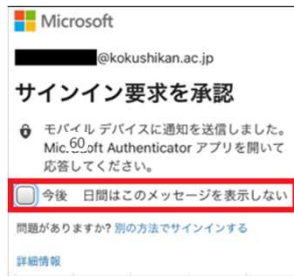 Microsoft
@kokushikan.ac.jp
サインイン要求を承認
モバイル デバイスに通知を送信しました。
Mic 60 oft Authenticator アプリを開いて
応答してください。
今後 日間はこのメッセージを表示しない
問題がありますか? 別の方法でサインインする
詳細情報